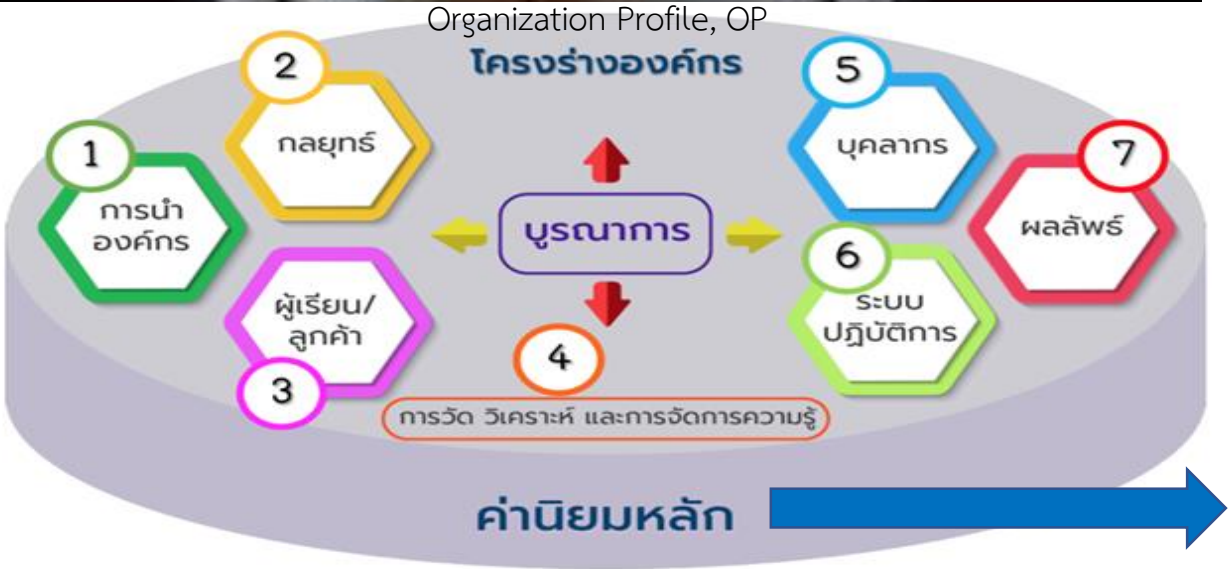 Organization Profile, OP
โครงร่างองค์กร
1
การนำ
องค์กร
2
กลยุทธ์
3
ผู้เรียน/
ลูกค้า
บูรณาการ
4
การวัด วิเคราะห์ และการจัดการความรู้
5
บุคลากร
6
ระบบ
ปฏิบัติการ
7
ผลลัพธ์
ค่านิยมหลัก